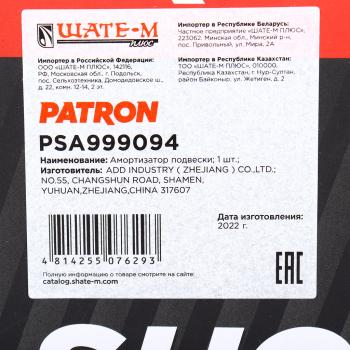 ШАТЕ-М
ПЛЮС
Импортер в Российской Федерации:
ООО «ШАТЕ-М ПЛЮС», 142116,
РФ, Московская обл., г. Подольск,
пос. Сельхозтехника, Домодедовское ш.,
д. 22, комн. 12-14, 2 эт.
Импортер в Республике Беларусь:
Частное предприятие «ШАТЕ-М ПЛЮС»,
223062, Минская обл., Минский р-н,
пос. Привольный, ул. Мира, 2А
Импортер в Республике Казахстан:
ТОО «ШАТЕ-М ПЛЮС», 010000,
Республика Казахстан, г. Нур-Султан,
район Байконыр, ул. Жетиген, д. 2
PATRON
PSA999094
Наименование: Амортизатор подвески; 1 шт.;
Изготовитель: ADD INDUSTRY ( ZHEJIANG ) CO.,LTD.;
NO.55, CHANGSHUN ROAD, SHAMEN,
YUHUAN,ZHEJIANG,CHINA 317607
Дата изготовления:
2022 г.
4 814255 076293
EAC
Полную информацию о товаре смотрите на сайте:
catalog.shate-m.com